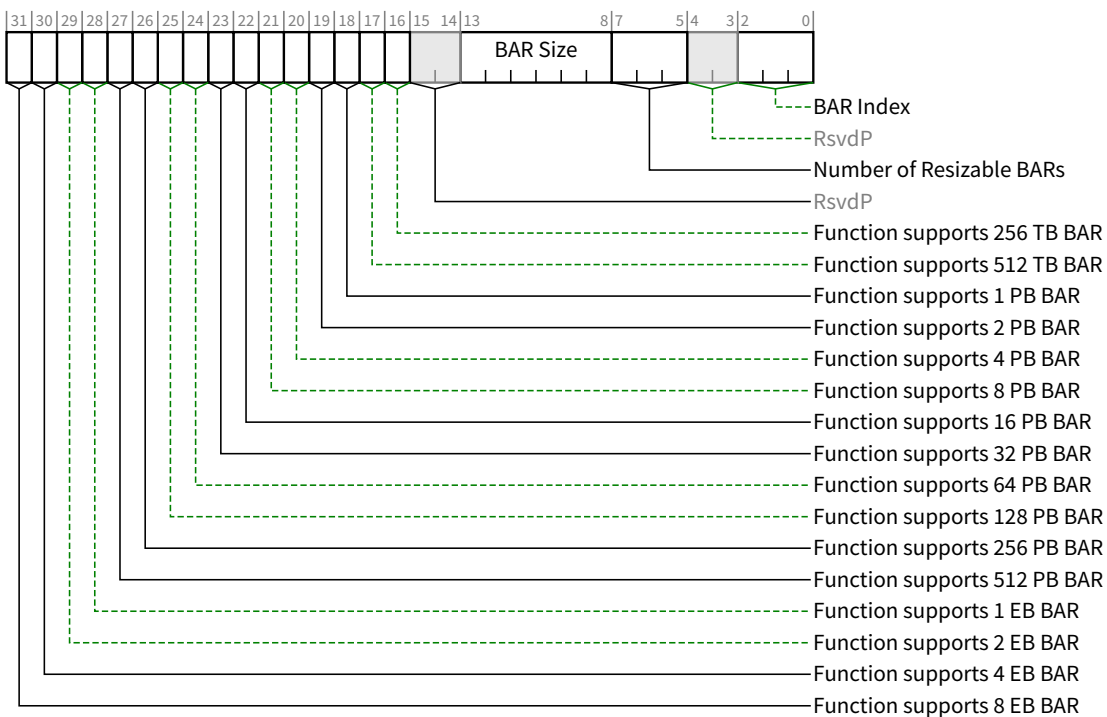 31 30 29 28 27 26 25 24 23 22 21 20 19 18 17 16 15 14 13 8 7 5 4 3 2 0
BAR Size
BAR Index
RsvdP
Number of Resizable BARs
RsvdP
Function supports 256 TB BAR
Function supports 512 TB BAR
Function supports 1 PB BAR
Function supports 2 PB BAR
Function supports 4 PB BAR
Function supports 8 PB BAR
Function supports 16 PB BAR
Function supports 32 PB BAR
Function supports 64 PB BAR
Function supports 128 PB BAR
Function supports 256 PB BAR
Function supports 512 PB BAR
Function supports 1 EB BAR
Function supports 2 EB BAR
Function supports 4 EB BAR
Function supports 8 EB BAR